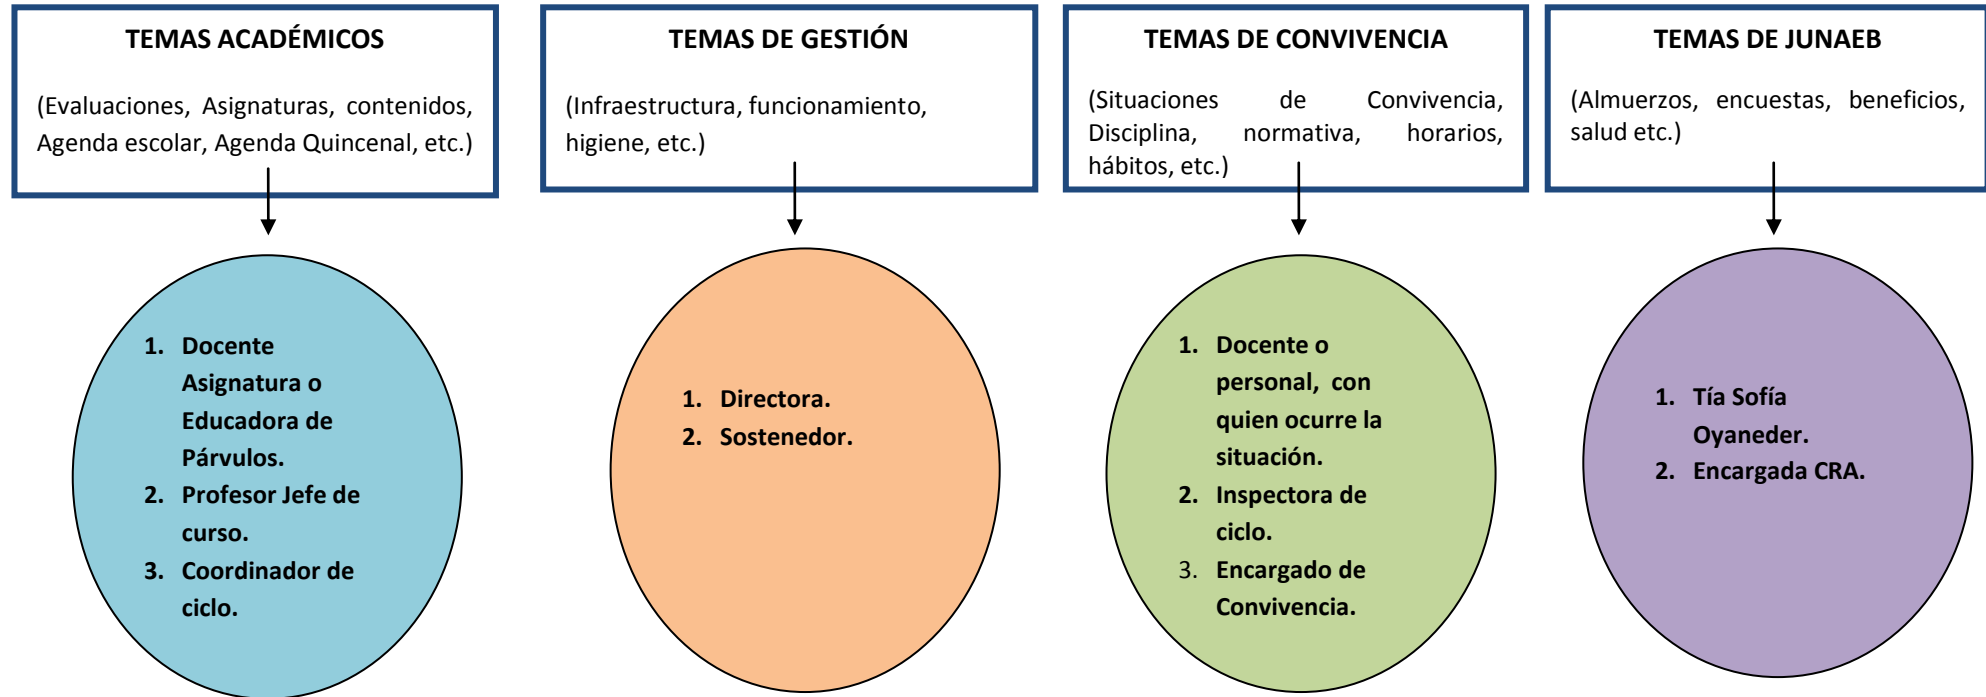 TEMAS ACADÉMICOS
(Evaluaciones, Asignaturas, contenidos,
Agenda escolar, Agenda Quincenal, etc.)
TEMAS DE GESTIÓN
(Infraestructura, funcionamiento,
higiene, etc.)
TEMAS DE CONVIVENCIA
(Situaciones de Convivencia,
Disciplina, normativa, horarios,
hábitos, etc.)
TEMAS DE JUNAEB
(Almuerzos, encuestas, beneficios,
salud etc.)
1. Docente
Asignatura o
Educadora de
Párvulos.
2. Profesor Jefe de
curso.
3. Coordinador de
ciclo.
1. Directora.
2. Sostenedor.
1. Docente o
personal, con
quien ocurre la
situación.
2. Inspectora de
ciclo.
3. Encargado de
Convivencia.
1. Tía Sofía
Oyaneder.
2. Encargada CRA.